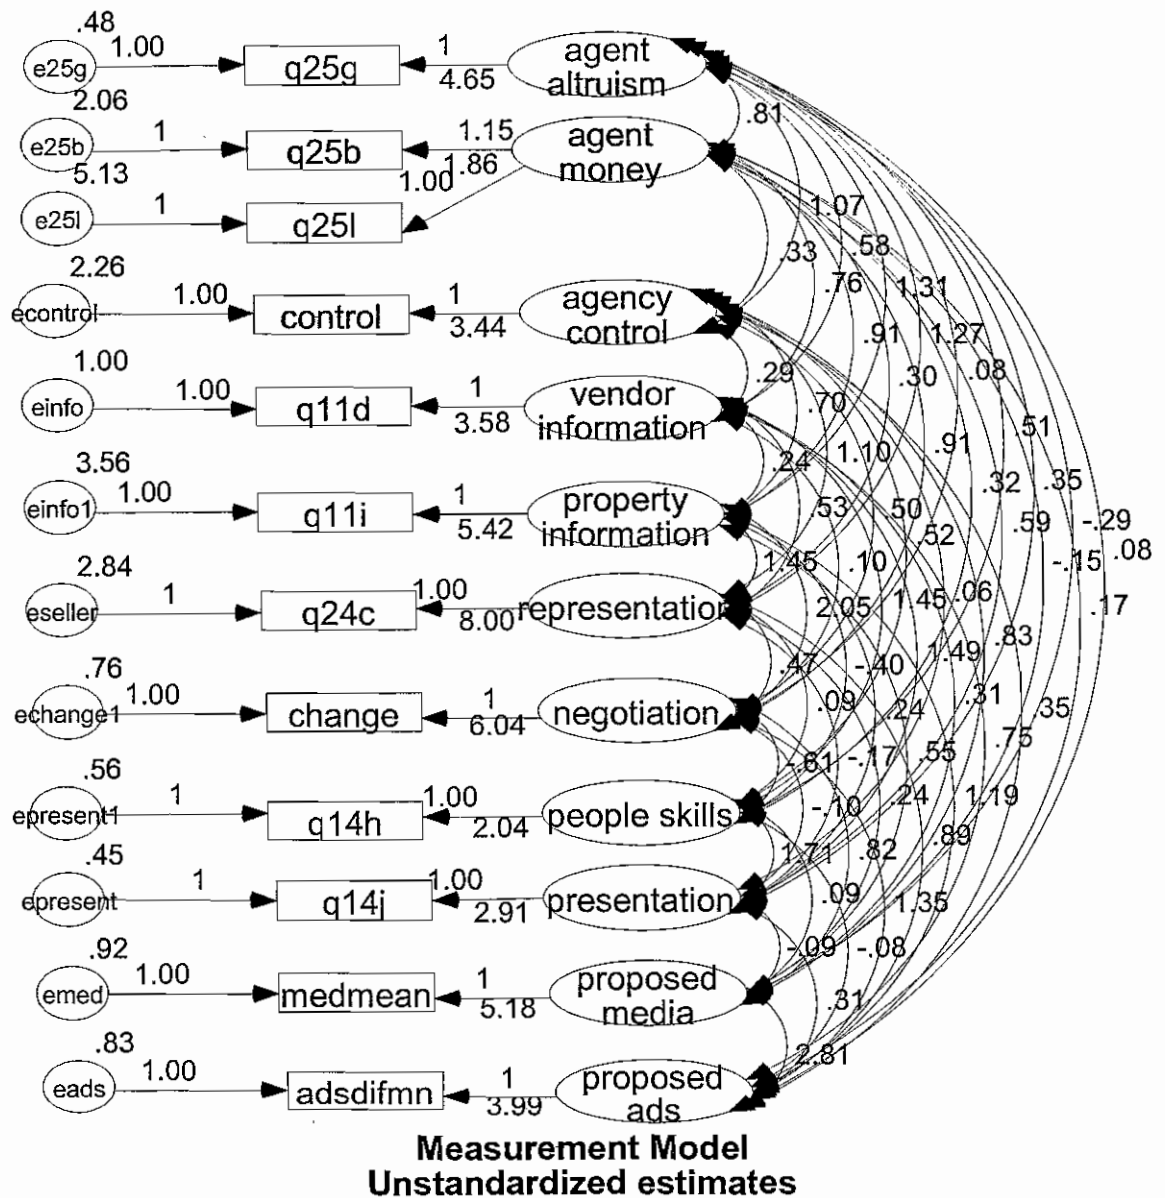 .48
1.00
1
agent
e25g
q25g
4.65
altruism
2.06
.81
e25b
1
q25b
1.15
agent
1.86
money
5.13
1.00
e25l
1
q25l
1.07
.33
.58
2.26
.76
1.31
econtrol
1.00
control
1
agency
3.44
control
.91
1.27
1.00
.29
.30
.08
einfo
1.00
q11d
1
vendor
3.58
information
.70
.51
.24
1.10
.91
3.56
.32
.35
einfo1
1.00
q11i
1
property
5.42
information
.53
.50
.52
.59
-.29
2.84
1.45
.10
-.15
.08
eseller
1
q24c
1.00
8.00
representation
2.05
1.45
.06
.17
.76
.47
-.40
1.49
.83
echange1
1.00
change
1
6.04
negotiation
.09
.24
.31
.35
.56
-.61
-.17
.55
.75
epresent1
1
q14h
1.00
2.04
people skills
-.10
.24
1.19
.45
1.71
.82
.89
epresent
1
q14j
1.00
2.91
presentation
.09
1.35
.92
-.09
-.08
emed
1.00
medmean
1
5.18
proposed
media
.31
.83
2.81
eads
1.00
adsdifmn
1
3.99
proposed
ads
Measurement Model
Unstandardized estimates